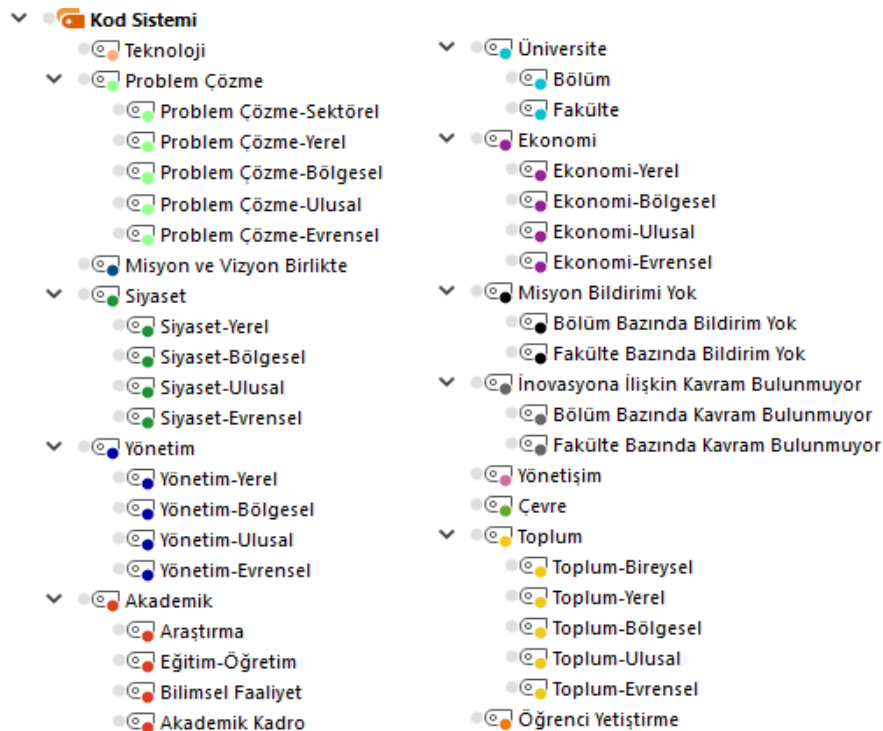 Kod Sistemi
Teknoloji
Problem Çözme
Problem Çözme-Sektörel
Problem Çözme-Yerel
Problem Çözme-Bölgesel
Problem Çözme-Ulusal
Problem Çözme-Evrensel
Misyon ve Vizyon Birlikte
Siyaset
Siyaset-Yerel
Siyaset-Bölgesel
Siyaset-Ulusal
Siyaset-Evrensel
Yönetim
Yönetim-Yerel
Yönetim-Bölgesel
Yönetim-Ulusal
Yönetim-Evrensel
Akademik
Araştırma
Eğitim-Öğretim
Bilimsel Faaliyet
Akademik Kadro
Üniversite
Bölüm
Fakülte
Ekonomi
Ekonomi-Yerel
Ekonomi-Bölgesel
Ekonomi-Ulusal
Ekonomi-Evrensel
Misyon Bildirimi Yok
Bölüm Bazında Bildirim Yok
Fakülte Bazında Bildirim Yok
İnovasyona İlişkin Kavram Bulunmuyor
Bölüm Bazında Kavram Bulunmuyor
Fakülte Bazında Kavram Bulunmuyor
Yönetişim
Çevre
Toplum
Toplum-Bireysel
Toplum-Yerel
Toplum-Bölgesel
Toplum-Ulusal
Toplum-Evrensel
Öğrenci Yetiştirme